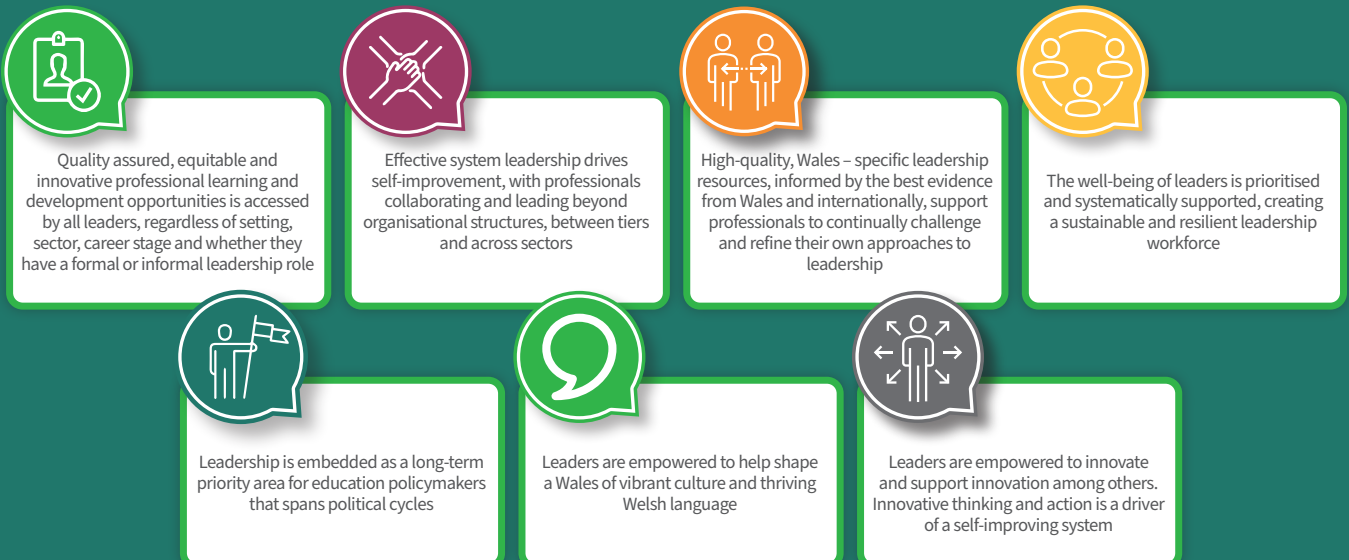 Quality assured, equitable and
innovative professional learning and
development opportunities is accessed
by all leaders, regardless of setting,
sector, career stage and whether they
have a formal or informal leadership role
Effective system leadership drives
self-improvement, with professionals
collaborating and leading beyond
organisational structures, between tiers
and across sectors
High-quality, Wales – specific leadership
resources, informed by the best evidence
from Wales and internationally, support
professionals to continually challenge
and refine their own approaches to
leadership
The well-being of leaders is prioritised
and systematically supported, creating
a sustainable and resilient leadership
workforce
Leadership is embedded as a long-term
priority area for education policymakers
that spans political cycles
Leaders are empowered to help shape
a Wales of vibrant culture and thriving
Welsh language
Leaders are empowered to innovate
and support innovation among others.
Innovative thinking and action is a driver
of a self-improving system